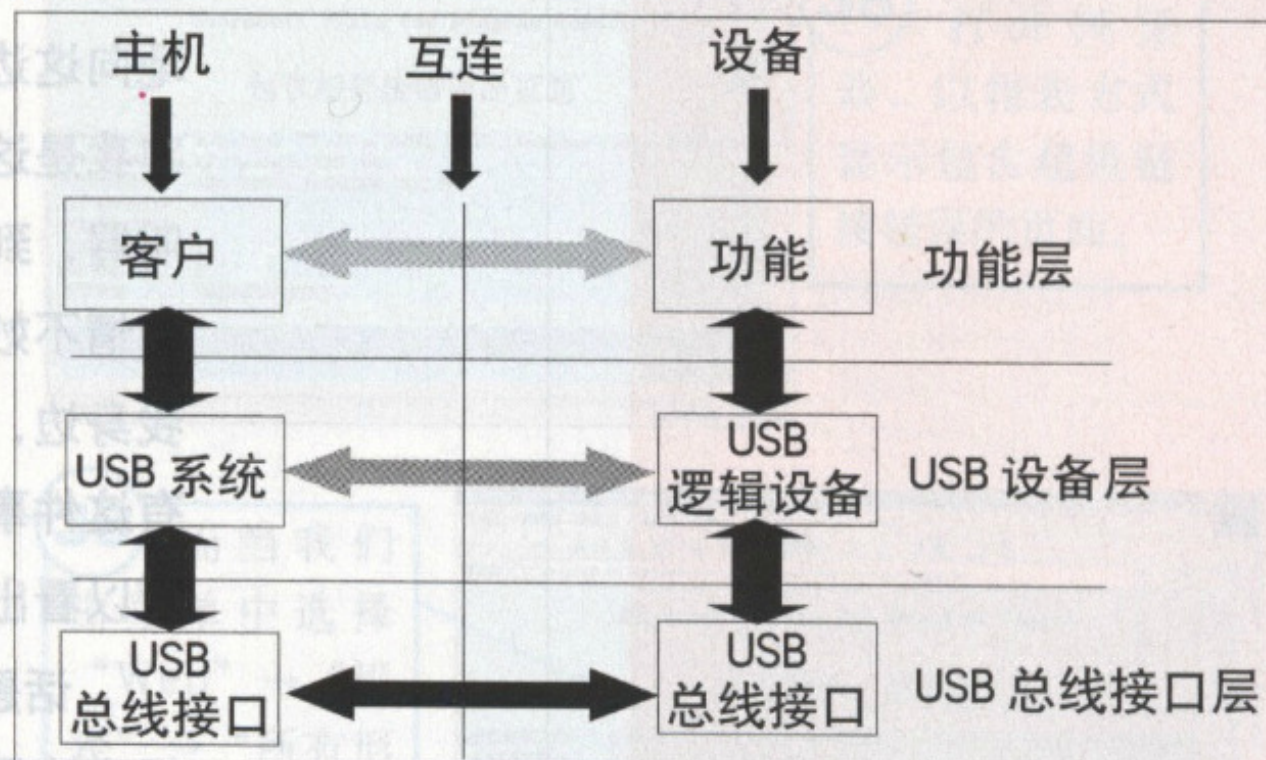 主机 互连 设备
客户 功能 功能层
USB 系统
USB
逻辑设备
USB 设备层
USB
总线接口
USB
总线接口
USB 总线接口层